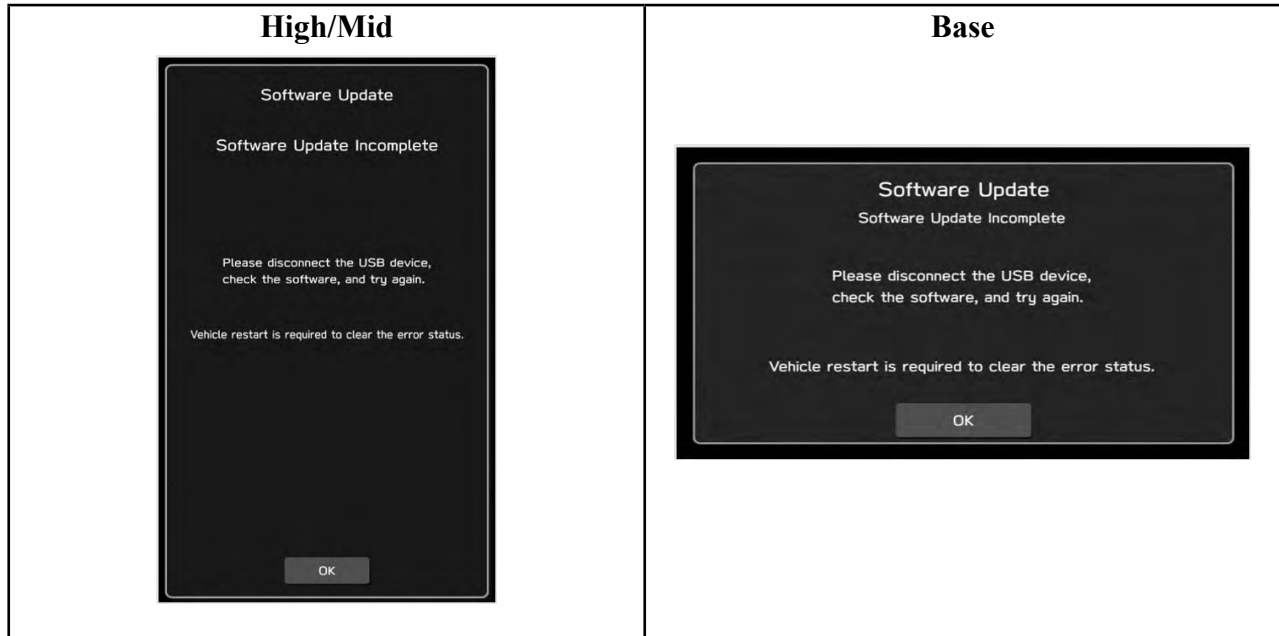 High/Mid
Software Update
Software Update Incomplete
Please disconnect the USB device,
check the software, and try again.
Vehicle restart is required to clear the error status.
OK
Base
Software Update
Software Update Incomplete
Please disconnect the USB device,
check the software, and try again.
Vehicle restart is required to clear the error status.
OK